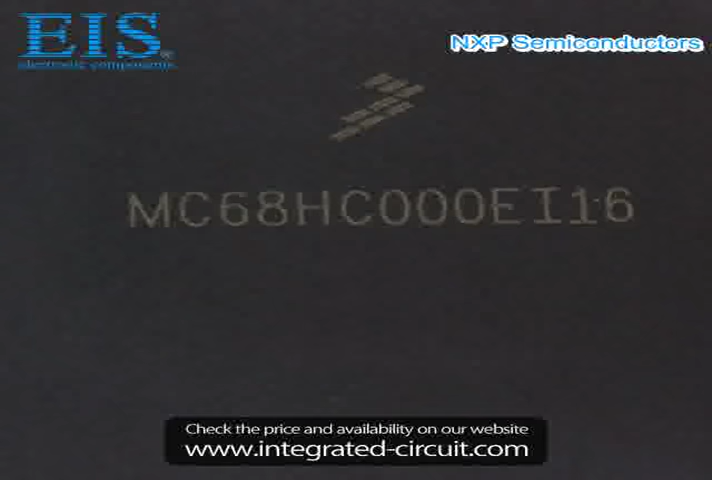 EIS®
electronic components
NXP Semiconductors
MC68HC000EI16
Check the price and availability on our website
www.integrated-circuit.com